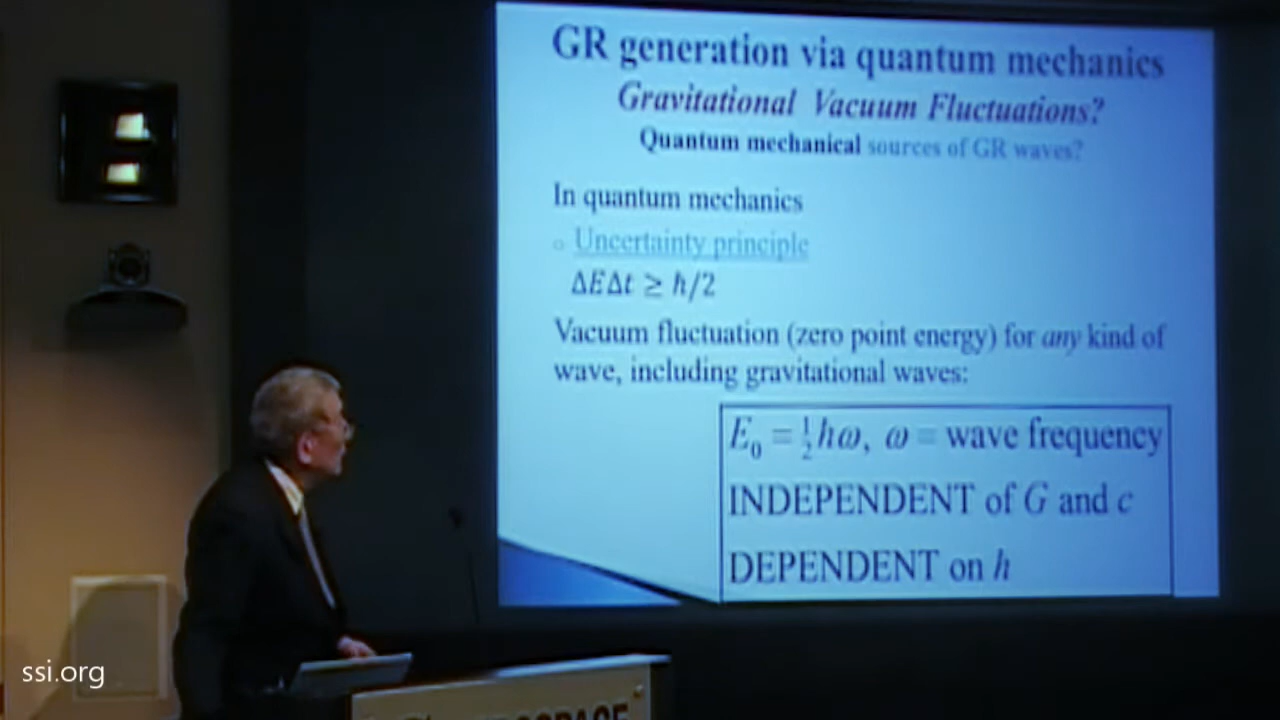 GR generation via quantum mechanics
Gravitational Vacuum Fluctuations?
Quantum mechanical sources of GR waves?
In quantum mechanics
○ Uncertainty principle
ΔEΔt ≥ ℏ/2
Vacuum fluctuation (zero point energy) for any kind of
wave, including gravitational waves:
E₀ = ½ℏω, ω = wave frequency
INDEPENDENT of G and c
DEPENDENT on ℏ
ssi.org